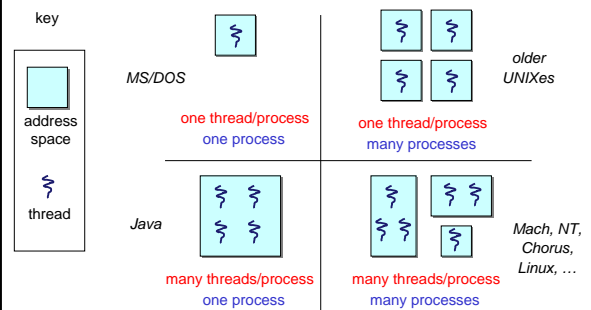 key
address
space
thread
MS/DOS
one thread/process
one process
older
UNIXes
one thread/process
many processes
Java
many threads/process
one process
Mach, NT,
Chorus,
Linux, …
many threads/process
many processes